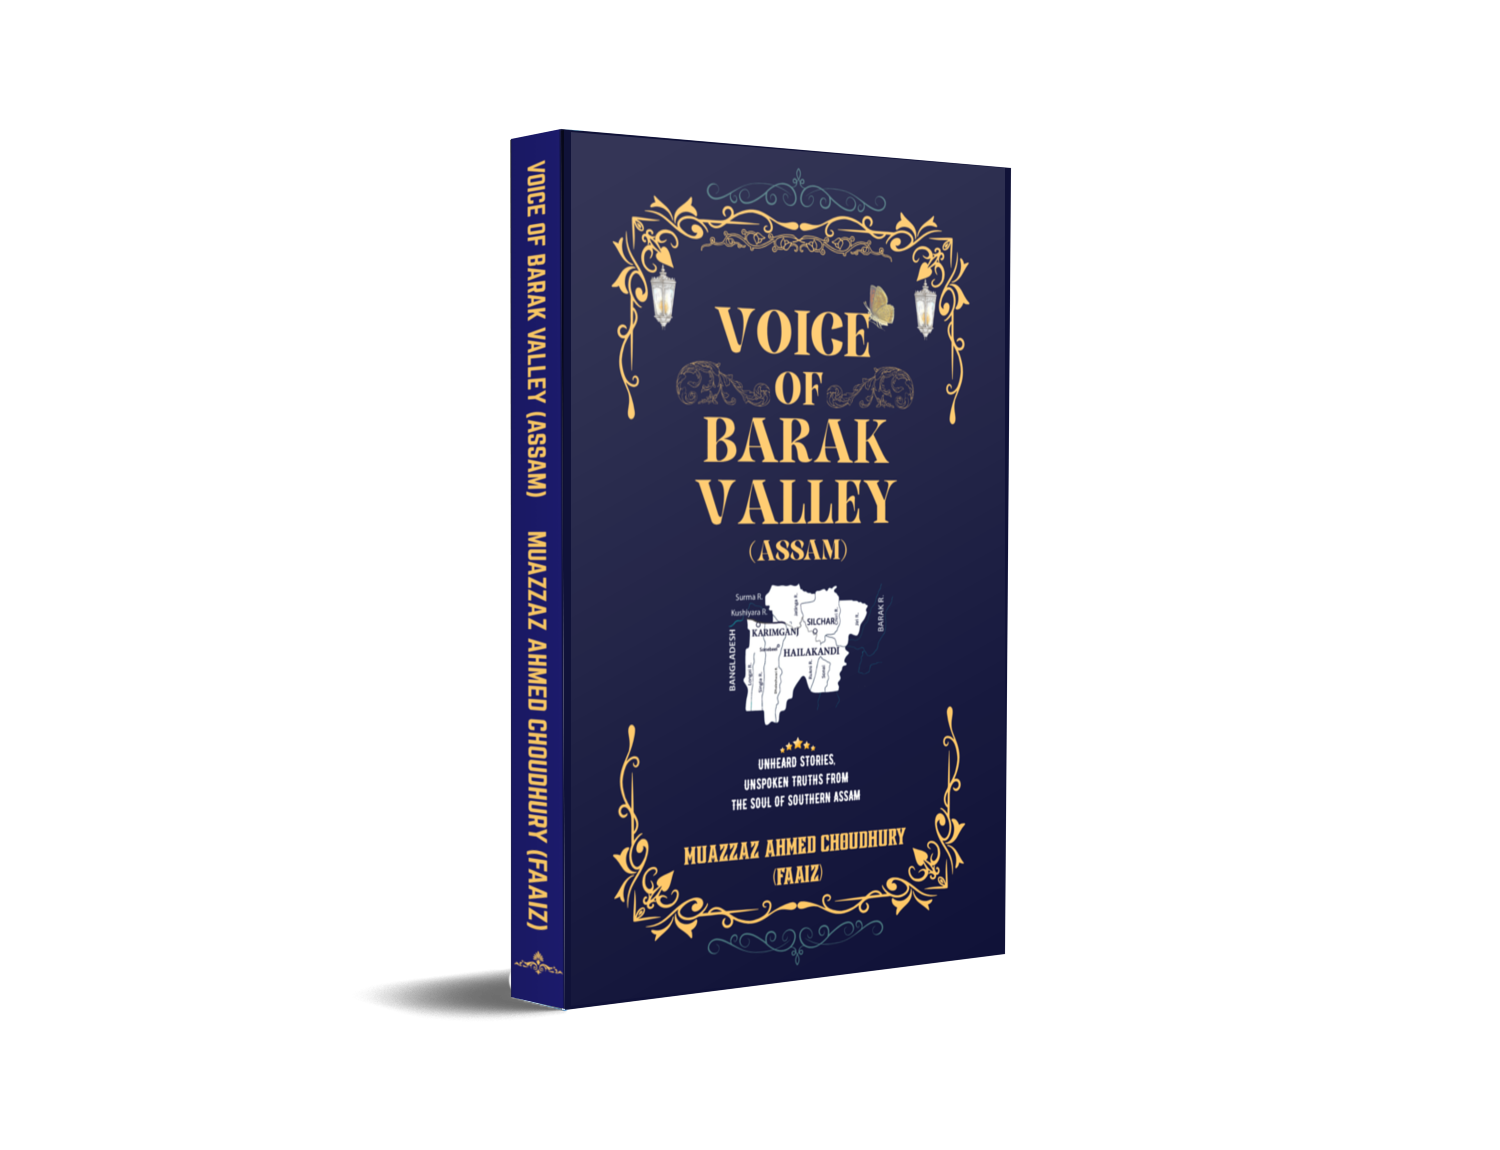 VOICE OF BARAK VALLEY (ASSAM) MUAZZAZ AHMED CHOUDHURY (FAAIZ)
VOICE
OF
BARAK
VALLEY
(ASSAM)
Surma R.
Kushiyara R.
BANGLADESH
KARIMGANJ
SILCHAR
HAILAKANDI
BARAK R.
UNHEARD STORIES,
UNSPOKEN TRUTHS FROM
THE SOUL OF SOUTHERN ASSAM
MUAZZAZ AHMED CHOUDHURY
(FAAIZ)